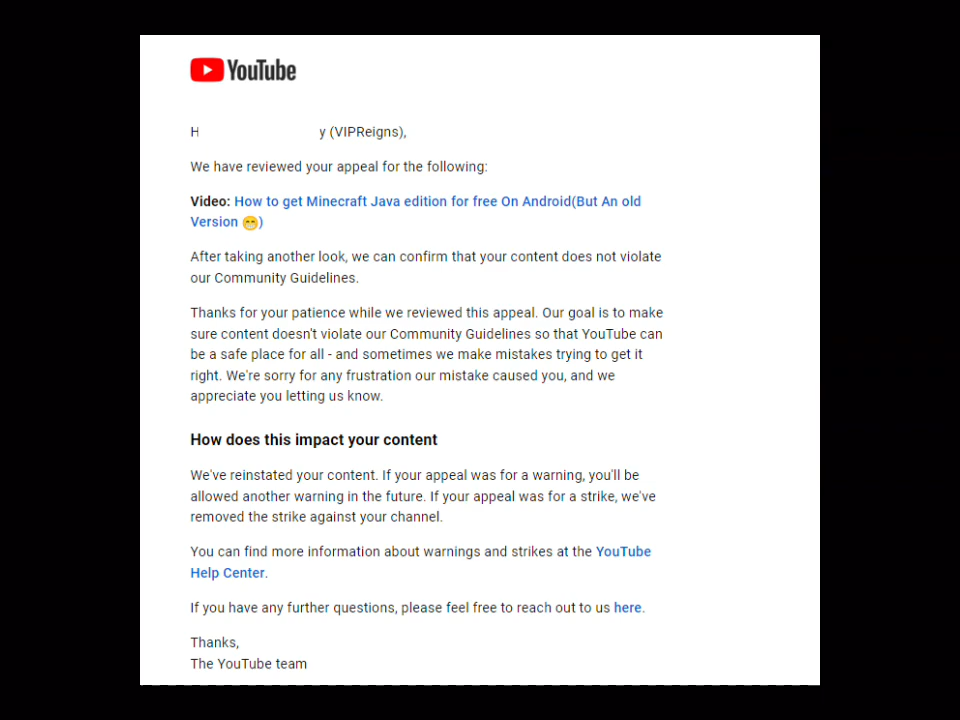 YouTube
H y (VIPReigns),
We have reviewed your appeal for the following:
Video: How to get Minecraft Java edition for free On Android(But An old
Version 😁)
After taking another look, we can confirm that your content does not violate
our Community Guidelines.
Thanks for your patience while we reviewed this appeal. Our goal is to make
sure content doesn't violate our Community Guidelines so that YouTube can
be a safe place for all - and sometimes we make mistakes trying to get it
right. We're sorry for any frustration our mistake caused you, and we
appreciate you letting us know.
How does this impact your content
We've reinstated your content. If your appeal was for a warning, you'll be
allowed another warning in the future. If your appeal was for a strike, we've
removed the strike against your channel.
You can find more information about warnings and strikes at the YouTube
Help Center.
If you have any further questions, please feel free to reach out to us here.
Thanks,
The YouTube team